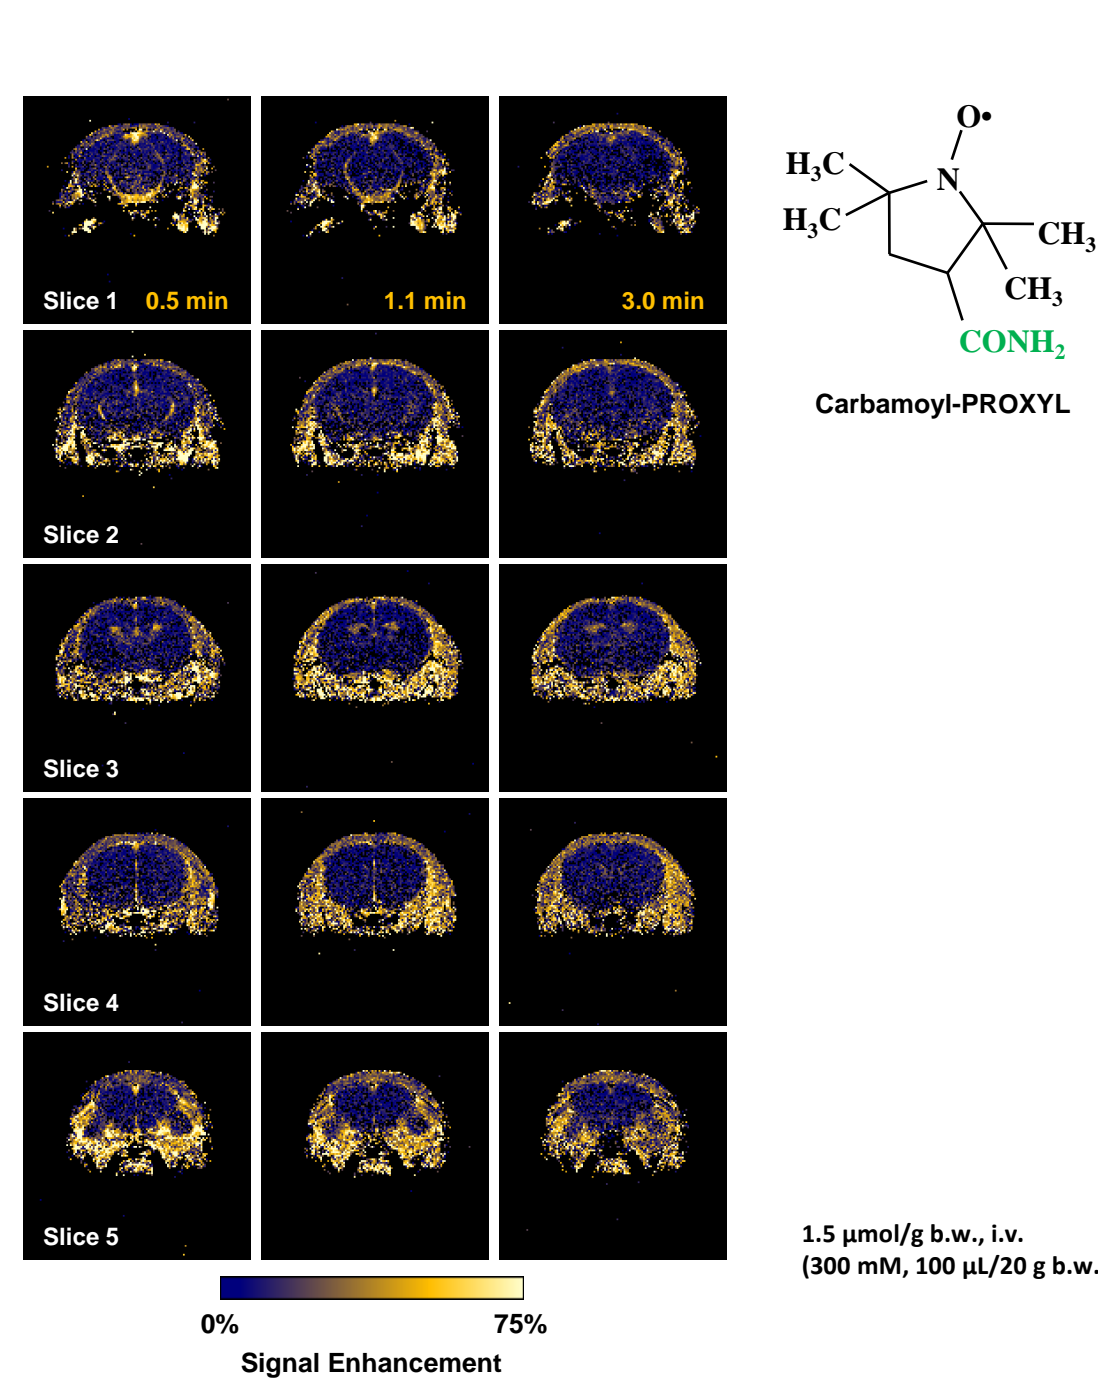 Slice 1 0.5 min
1.1 min
3.0 min
Slice 2
Slice 3
Slice 4
Slice 5
0% 75%
Signal Enhancement
O•
N
H₃C
H₃C
CH₃
CH₃
CONH₂
Carbamoyl-PROXYL
1.5 µmol/g b.w., i.v.
(300 mM, 100 µL/20 g b.w.